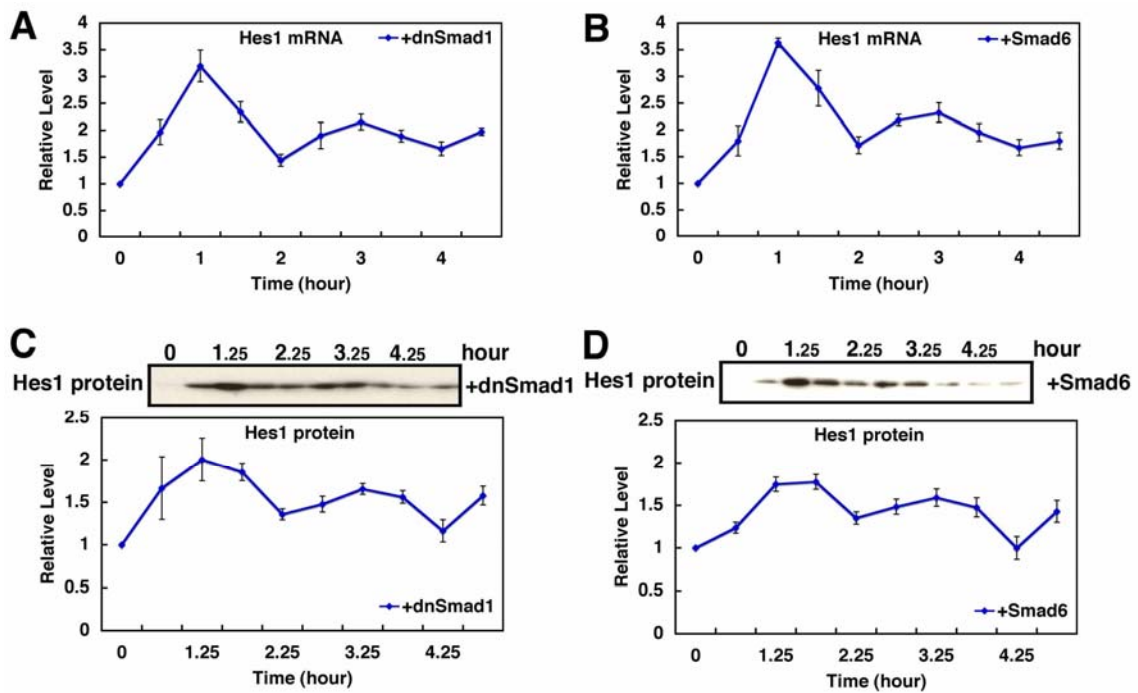 A
Hes1 mRNA
+dnSmad1
4
3.5
3
2.5
2
1.5
1
0.5
0
Relative Level
0 1 2 3 4
Time (hour)
B
Hes1 mRNA
+Smad6
4
3.5
3
2.5
2
1.5
1
0.5
0
Relative Level
0 1 2 3 4
Time (hour)
C
0 1.25 2.25 3.25 4.25 hour
Hes1 protein
+dnSmad1
Hes1 protein
2.5
2
1.5
1
0.5
0
Relative Level
+dnSmad1
0 1.25 2.25 3.25 4.25
Time (hour)
D
0 1.25 2.25 3.25 4.25 hour
Hes1 protein
+Smad6
Hes1 protein
2.5
2
1.5
1
0.5
0
Relative Level
+Smad6
0 1.25 2.25 3.25 4.25
Time (hour)